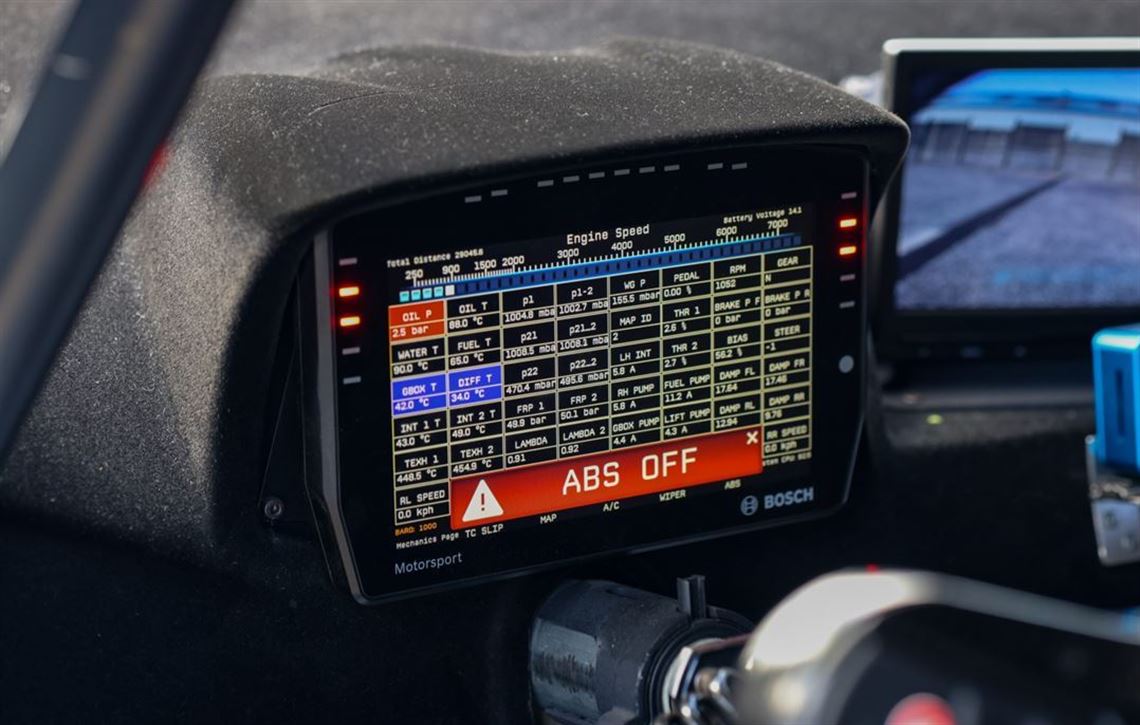 Battery Voltage 14.1
Engine Speed
Total Distance 29045.6
250 900 1500 2000 3000 4000 5000 6000 7000
OIL P OIL T p1 p1-2 WG P PEDAL RPM GEAR
2.5 bar 88.0 °C 1004.8 mba 1002.7 mbar 155.5 mbar 0.00 % 1052 N
WATER T FUEL T p21 p21_2 MAP ID THR 1 BRAKE P F BRAKE P R
90.0 °C 65.0 °C 1008.5 mba 1008.1 mbar 2 2.6 % 0 bar 0 bar
GBOX T DIFF T p22 p22_2 LH INT THR 2 BIAS STEER
42.0 °C 34.0 °C 470.4 mbar 495.6 mbar 5.8 A 2.7 % 56.2 % -1
INT 1 T INT 2 T FRP 1 FRP 2 RH PUMP FUEL PUMP DAMP FL DAMP FR
43.0 °C 49.0 °C 49.9 bar 50.1 bar 5.8 A 11.2 A 17.64 17.46
TEXH 1 TEXH 2 LAMBDA LAMBDA 2 GBOX PUMP LIFT PUMP DAMP RL DAMP RR
448.5 °C 454.9 °C 0.91 0.92 4.4 A 4.3 A 12.94 9.76
RL SPEED RR SPEED
0.0 kph 0.0 kph
ABS OFF
BARO: 1000
Mechanics Page TC SLIP MAP A/C WIPER ABS
Motorsport BOSCH